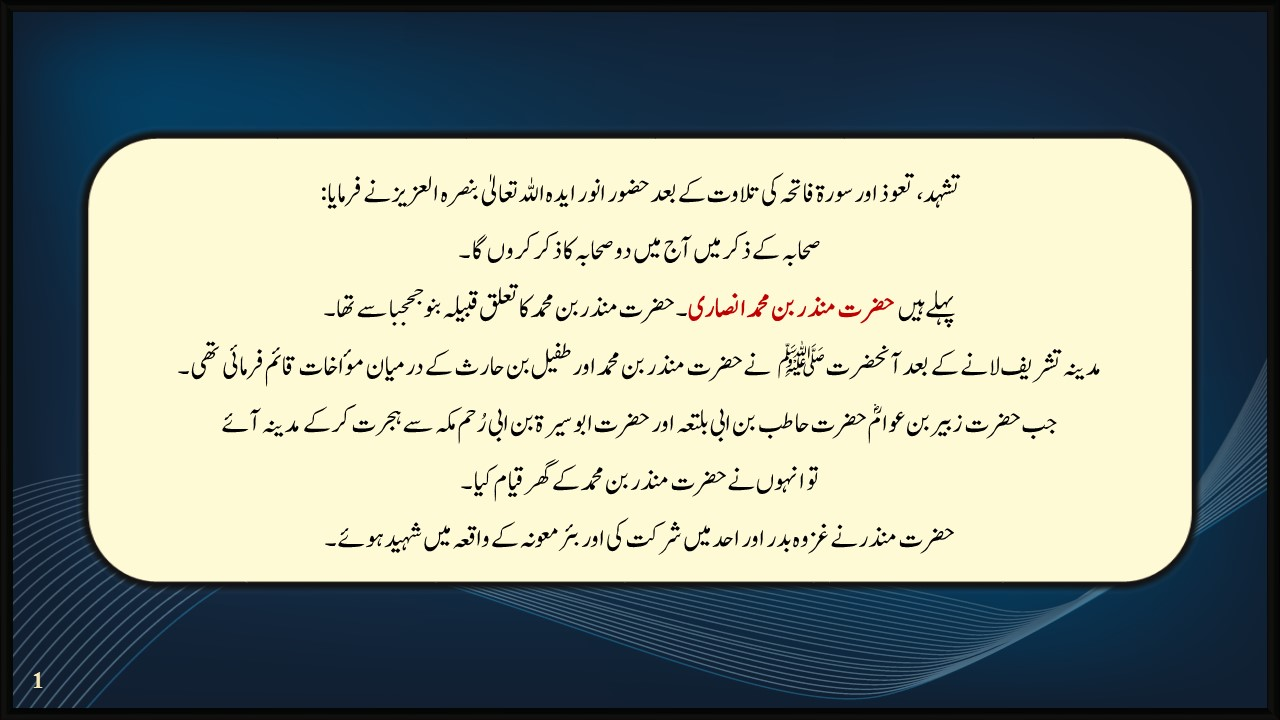 تشہد، تعوذ اور سورۃ فاتحہ کی تلاوت کے بعد حضور انور ایدہ اللہ تعالیٰ بنصرہ العزیز نے فرمایا:
صحابہ کے ذکر میں آج میں دو صحابہ کا ذکر کروں گا۔
پہلے ہیں حضرت منذر بن محمد انصاری۔ حضرت منذر بن محمد کا تعلق قبیلہ بنو جحجبا سے تھا۔
مدینہ تشریف لانے کے بعد آنحضرت ﷺ نے حضرت منذر بن محمد اور طفیل بن حارث کے درمیان مؤاخات قائم فرمائی تھی۔
جب حضرت زبیر بن عوامؓ حضرت حاطب بن ابی بلتعہ اور حضرت ابو سیرۃ بن ابی رُحم مکہ سے ہجرت کر کے مدینہ آئے
تو انہوں نے حضرت منذر بن محمد کے گھر قیام کیا۔
حضرت منذر نے غزوہ بدر اور احد میں شرکت کی اور بئر معونہ کے واقعہ میں شہید ہوئے۔
1